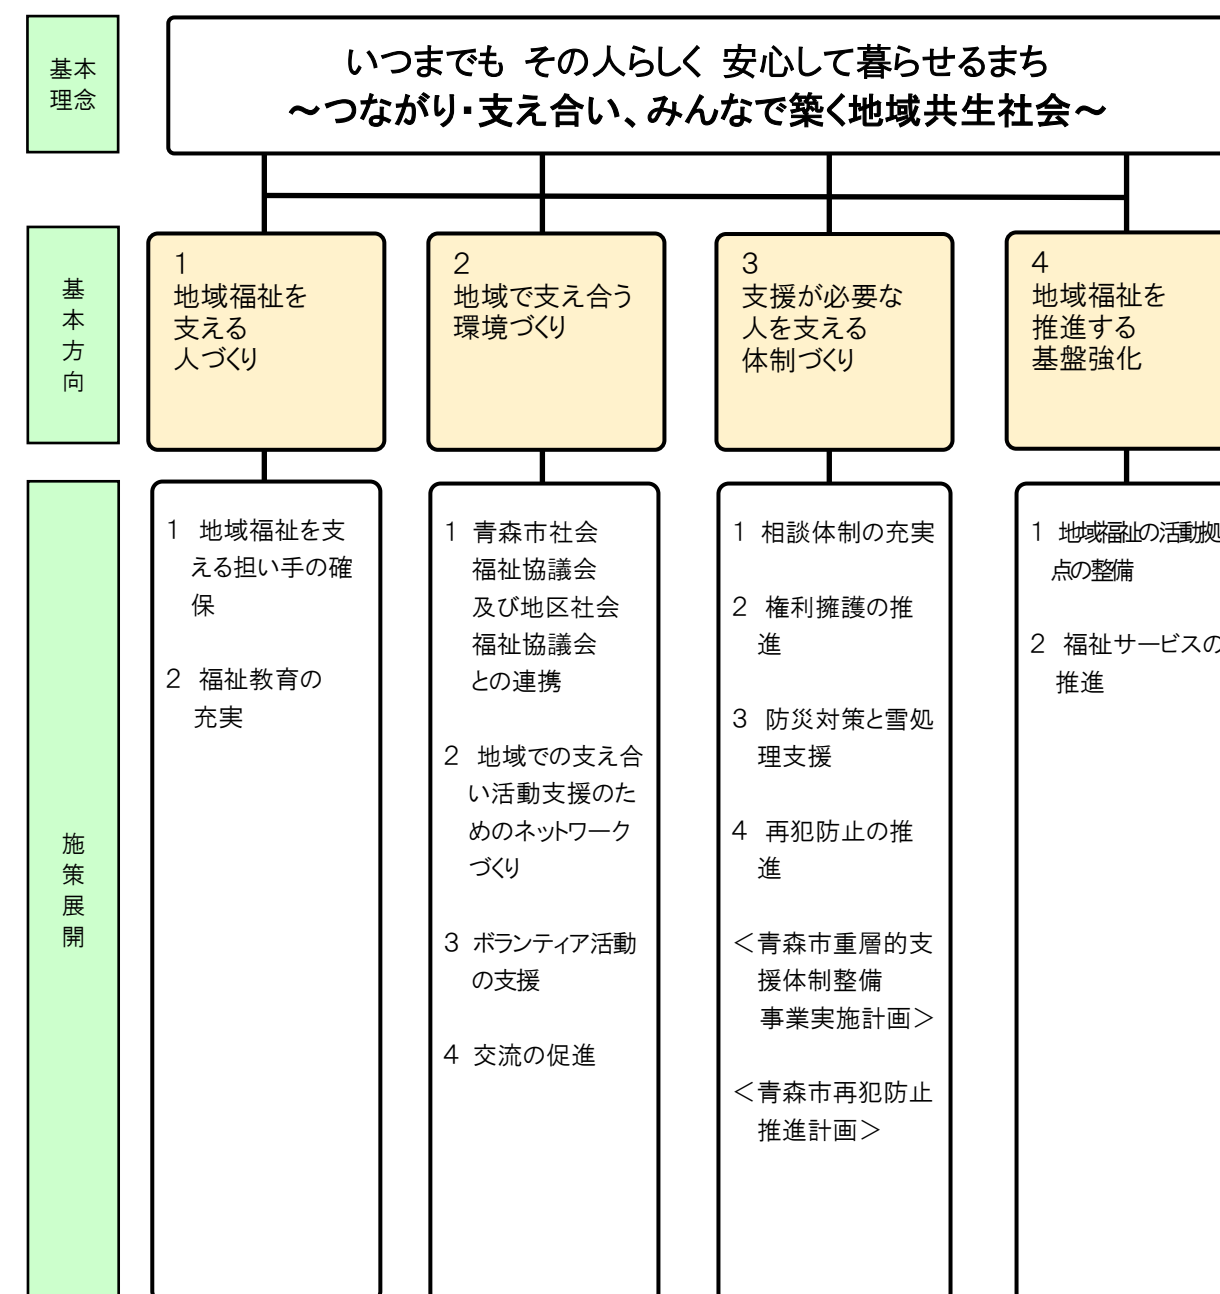 基本
理念
いつまでも その人らしく 安心して暮らせるまち
～つながり・支え合い、みんなで築く地域共生社会～
基
本
方
向
1
地域福祉を
支える
人づくり
2
地域で支え合う
環境づくり
3
支援が必要な
人を支える
体制づくり
4
地域福祉を
推進する
基盤強化
施
策
展
開
1 地域福祉を支
える担い手の確
保
2 福祉教育の
充実
1 青森市社会
福祉協議会
及び地区社会
福祉協議会
との連携
2 地域での支え合
い活動支援のた
めのネットワーク
づくり
3 ボランティア活動
の支援
4 交流の促進
1 相談体制の充実
2 権利擁護の推
進
3 防災対策と雪処
理支援
4 再犯防止の推
進
＜青森市重層的支
援体制整備
事業実施計画＞
＜青森市再犯防止
推進計画＞
1 地域福祉の活動拠
点の整備
2 福祉サービスの
推進